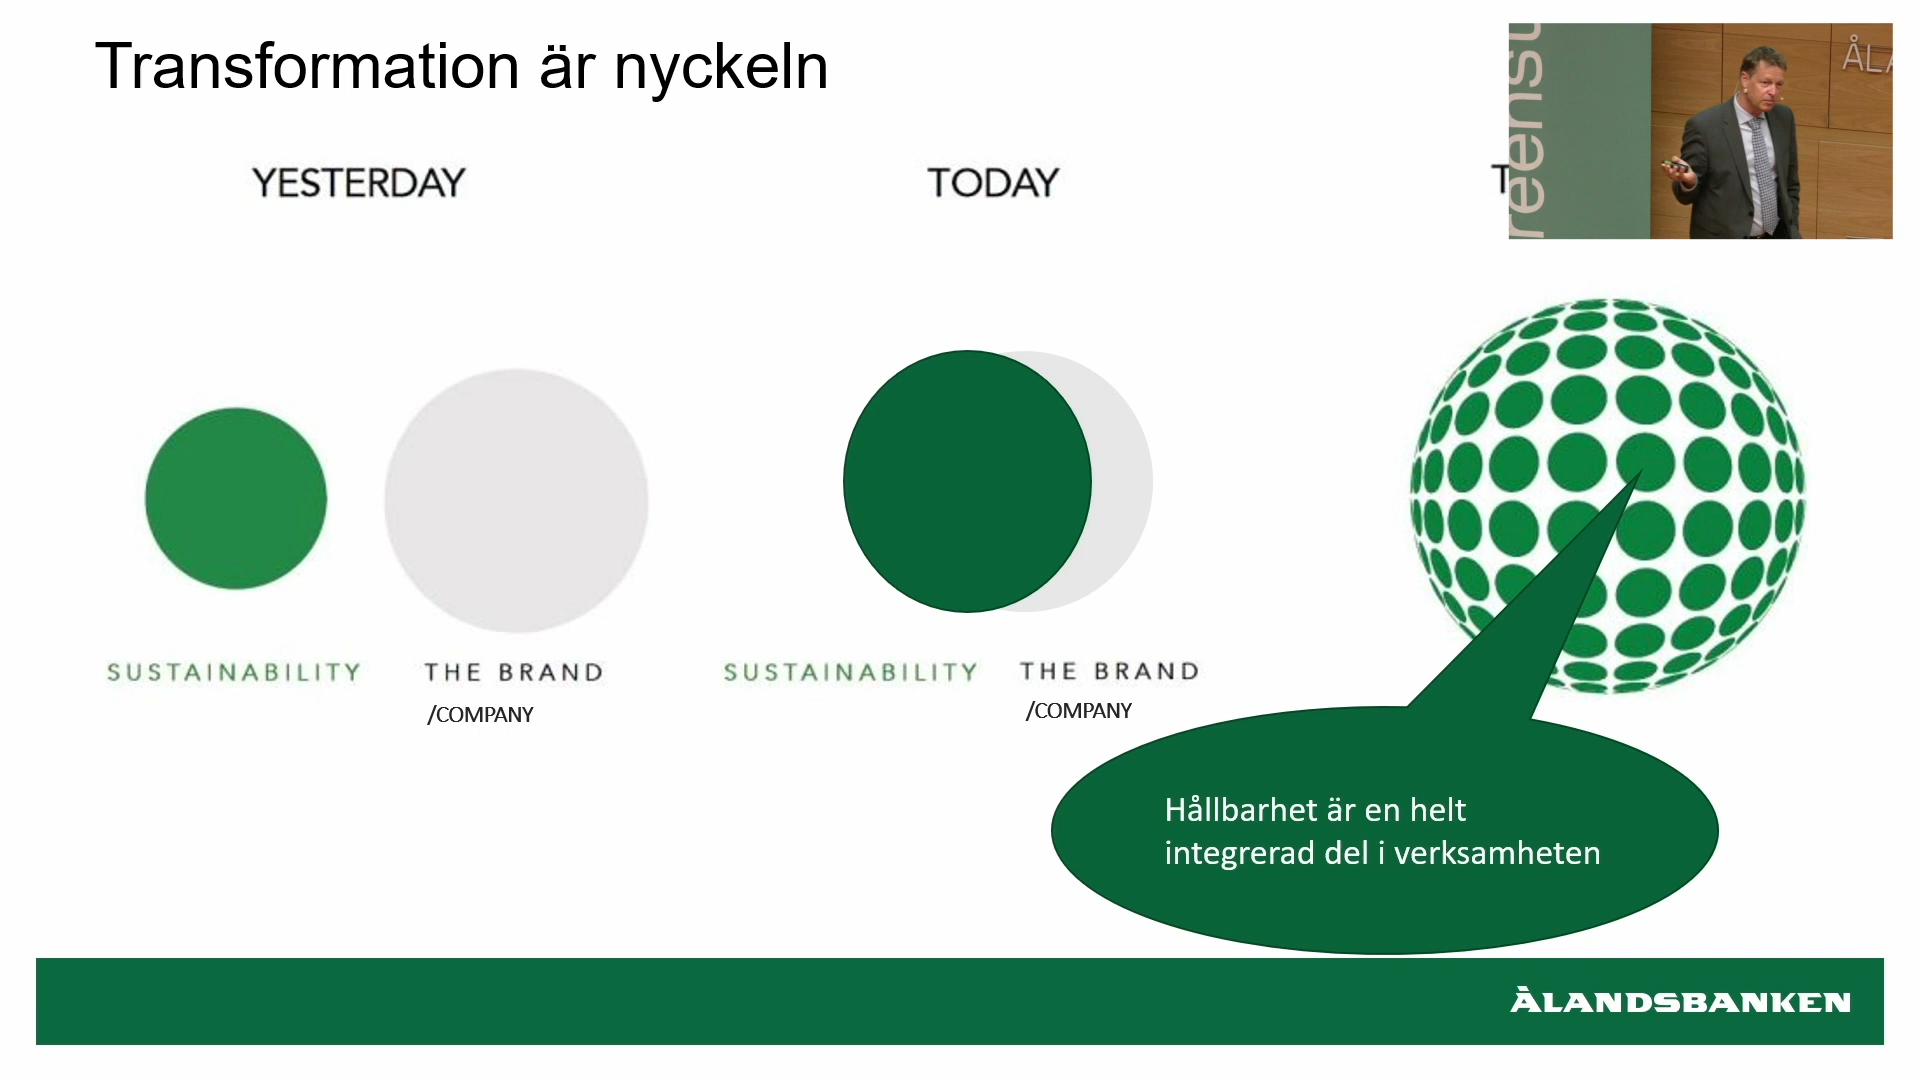 Transformation är nyckeln
YESTERDAY
TODAY
SUSTAINABILITY
THE BRAND
/COMPANY
SUSTAINABILITY
THE BRAND
/COMPANY
Hållbarhet är en helt
integrerad del i verksamheten
ÅLANDSBANKEN